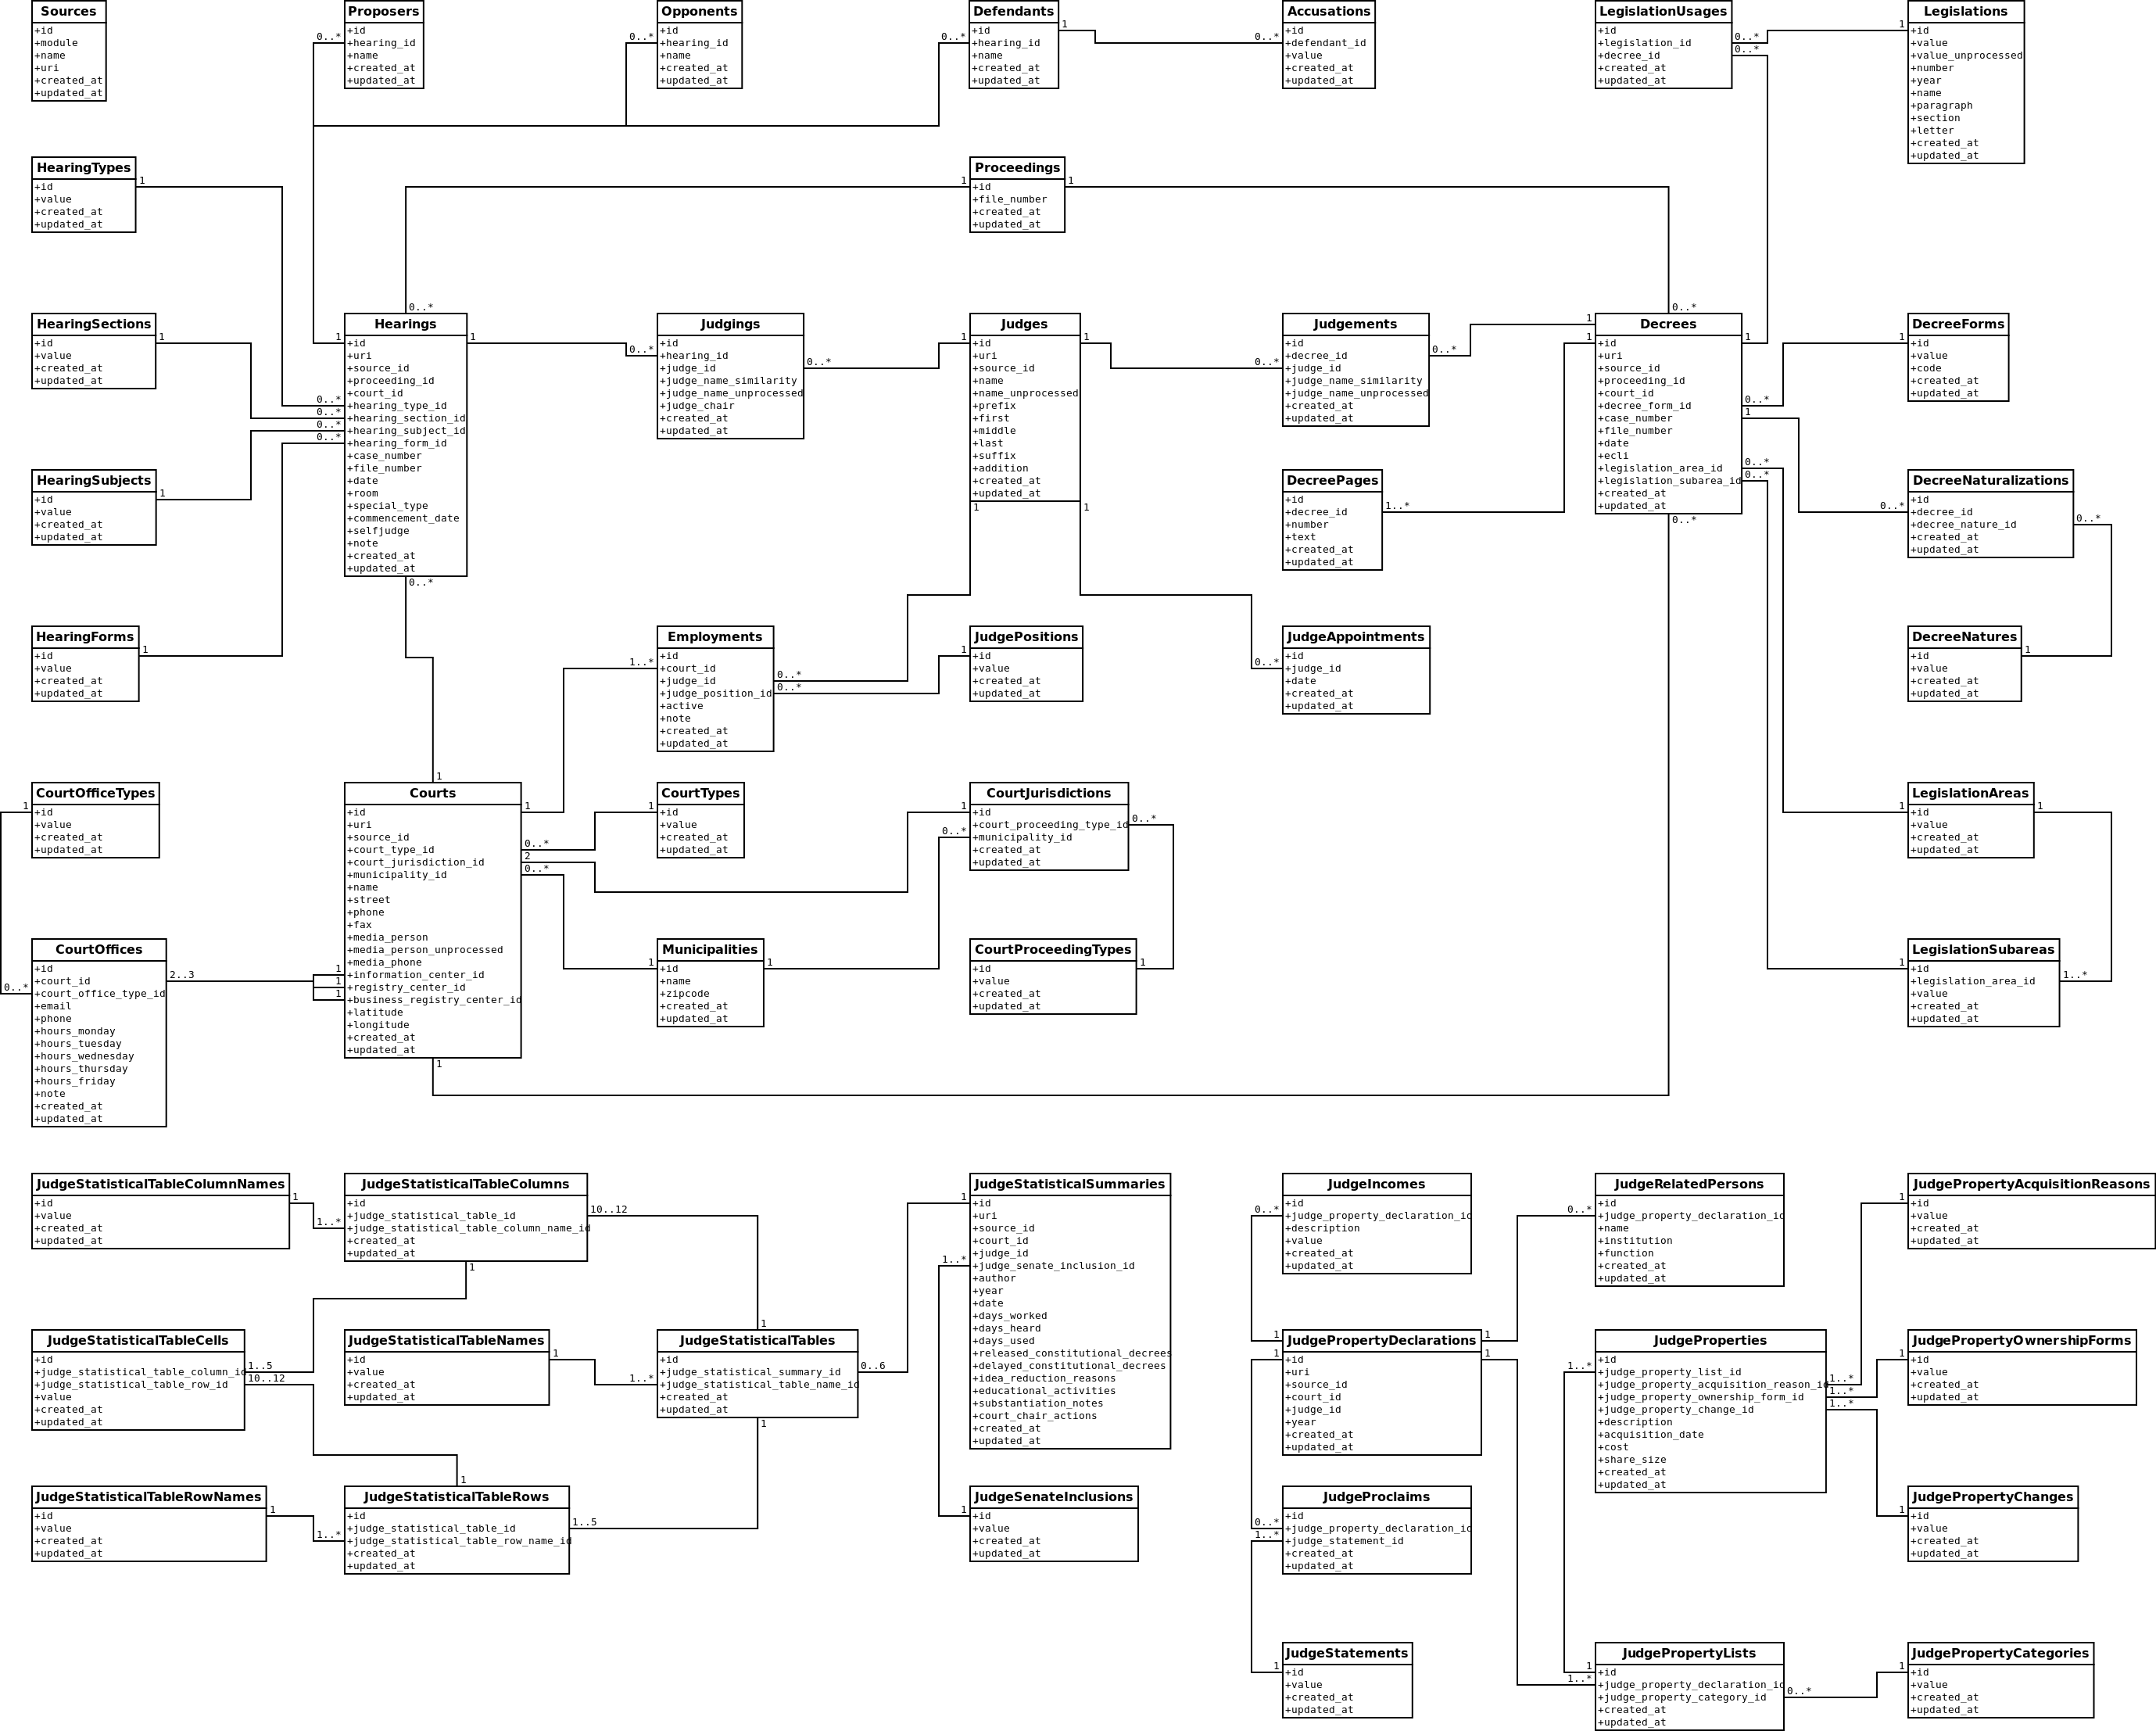 Sources
+id
+module
+name
+uri
+created_at
+updated_at
Proposers
+id
+hearing_id
+name
+created_at
+updated_at
0..*
Opponents
+id
+hearing_id
+name
+created_at
+updated_at
0..*
Defendants
+id
+hearing_id
+name
+created_at
+updated_at
0..*
1
Accusations
+id
+defendant_id
+value
+created_at
+updated_at
0..*
LegislationUsages
+id
+legislation_id
+decree_id
+created_at
+updated_at
0..*
0..*
Legislations
+id
+value
+value_unprocessed
+number
+year
+name
+paragraph
+section
+letter
+created_at
+updated_at
1
HearingTypes
+id
+value
+created_at
+updated_at
1
Proceedings
+id
+file_number
+created_at
+updated_at
1
1
HearingSections
+id
+value
+created_at
+updated_at
1
Hearings
+id
+uri
+source_id
+proceeding_id
+court_id
+hearing_type_id
+hearing_section_id
+hearing_subject_id
+hearing_form_id
+case_number
+file_number
+date
+room
+special_type
+commencement_date
+selfjudge
+note
+created_at
+updated_at
0..*
1
1
0..*
0..*
0..*
0..*
0..*
Judgings
+id
+hearing_id
+judge_id
+judge_name_similarity
+judge_name_unprocessed
+judge_chair
+created_at
+updated_at
0..*
0..*
Judges
+id
+uri
+source_id
+name
+name_unprocessed
+prefix
+first
+middle
+last
+suffix
+addition
+created_at
+updated_at
1
1
1
1
Judgements
+id
+decree_id
+judge_id
+judge_name_similarity
+judge_name_unprocessed
+created_at
+updated_at
0..*
0..*
Decrees
+id
+uri
+source_id
+proceeding_id
+court_id
+decree_form_id
+case_number
+file_number
+date
+ecli
+legislation_area_id
+legislation_subarea_id
+created_at
+updated_at
0..*
1
1
1
0..*
1
0..*
0..*
0..*
DecreeForms
+id
+value
+code
+created_at
+updated_at
1
HearingSubjects
+id
+value
+created_at
+updated_at
1
DecreePages
+id
+decree_id
+number
+text
+created_at
+updated_at
1..*
DecreeNaturalizations
+id
+decree_id
+decree_nature_id
+created_at
+updated_at
0..*
0..*
HearingForms
+id
+value
+created_at
+updated_at
1
Employments
+id
+court_id
+judge_id
+judge_position_id
+active
+note
+created_at
+updated_at
1..*
0..*
0..*
JudgePositions
+id
+value
+created_at
+updated_at
1
JudgeAppointments
+id
+judge_id
+date
+created_at
+updated_at
0..*
DecreeNatures
+id
+value
+created_at
+updated_at
1
CourtOfficeTypes
+id
+value
+created_at
+updated_at
1
Courts
+id
+uri
+source_id
+court_type_id
+court_jurisdiction_id
+municipality_id
+name
+street
+phone
+fax
+media_person
+media_person_unprocessed
+media_phone
+information_center_id
+registry_center_id
+business_registry_center_id
+latitude
+longitude
+created_at
+updated_at
1
1
0..*
2
0..*
1
1
1
1
CourtTypes
+id
+value
+created_at
+updated_at
1
CourtJurisdictions
+id
+court_proceeding_type_id
+municipality_id
+created_at
+updated_at
1
0..*
0..*
LegislationAreas
+id
+value
+created_at
+updated_at
1
1
CourtOffices
+id
+court_id
+court_office_type_id
+email
+phone
+hours_monday
+hours_tuesday
+hours_wednesday
+hours_thursday
+hours_friday
+note
+created_at
+updated_at
2..3
0..*
Municipalities
+id
+name
+zipcode
+created_at
+updated_at
1
1
CourtProceedingTypes
+id
+value
+created_at
+updated_at
1
LegislationSubareas
+id
+legislation_area_id
+value
+created_at
+updated_at
1
1..*
JudgeStatisticalTableColumnNames
+id
+value
+created_at
+updated_at
1
JudgeStatisticalTableColumns
+id
+judge_statistical_table_id
+judge_statistical_table_column_name_id
+created_at
+updated_at
1..*
10..12
1
JudgeStatisticalSummaries
+id
+uri
+source_id
+court_id
+judge_id
+judge_senate_inclusion_id
+author
+year
+date
+days_worked
+days_heard
+days_used
+released_constitutional_decrees
+delayed_constitutional_decrees
+idea_reduction_reasons
+educational_activities
+substantiation_notes
+court_chair_actions
+created_at
+updated_at
1
1..*
JudgeIncomes
+id
+judge_property_declaration_id
+description
+value
+created_at
+updated_at
0..*
JudgeRelatedPersons
+id
+judge_property_declaration_id
+name
+institution
+function
+created_at
+updated_at
0..*
JudgePropertyAcquisitionReasons
+id
+value
+created_at
+updated_at
1
JudgeStatisticalTableCells
+id
+judge_statistical_table_column_id
+judge_statistical_table_row_id
+value
+created_at
+updated_at
1..5
10..12
JudgeStatisticalTableNames
+id
+value
+created_at
+updated_at
1
JudgeStatisticalTables
+id
+judge_statistical_summary_id
+judge_statistical_table_name_id
+created_at
+updated_at
1
1..*
0..6
1
JudgePropertyDeclarations
+id
+uri
+source_id
+court_id
+judge_id
+year
+created_at
+updated_at
1
1
1
1
JudgeProperties
+id
+judge_property_list_id
+judge_property_acquisition_reason_id
+judge_property_ownership_form_id
+judge_property_change_id
+description
+acquisition_date
+cost
+share_size
+created_at
+updated_at
1..*
1..*
1..*
1..*
JudgePropertyOwnershipForms
+id
+value
+created_at
+updated_at
1
JudgeStatisticalTableRowNames
+id
+value
+created_at
+updated_at
1
JudgeStatisticalTableRows
+id
+judge_statistical_table_id
+judge_statistical_table_row_name_id
+created_at
+updated_at
1
1..*
1..5
JudgeSenateInclusions
+id
+value
+created_at
+updated_at
1
JudgeProclaims
+id
+judge_property_declaration_id
+judge_statement_id
+created_at
+updated_at
0..*
1..*
JudgePropertyChanges
+id
+value
+created_at
+updated_at
1
JudgeStatements
+id
+value
+created_at
+updated_at
1
JudgePropertyLists
+id
+judge_property_declaration_id
+judge_property_category_id
+created_at
+updated_at
1
1..*
0..*
JudgePropertyCategories
+id
+value
+created_at
+updated_at
1